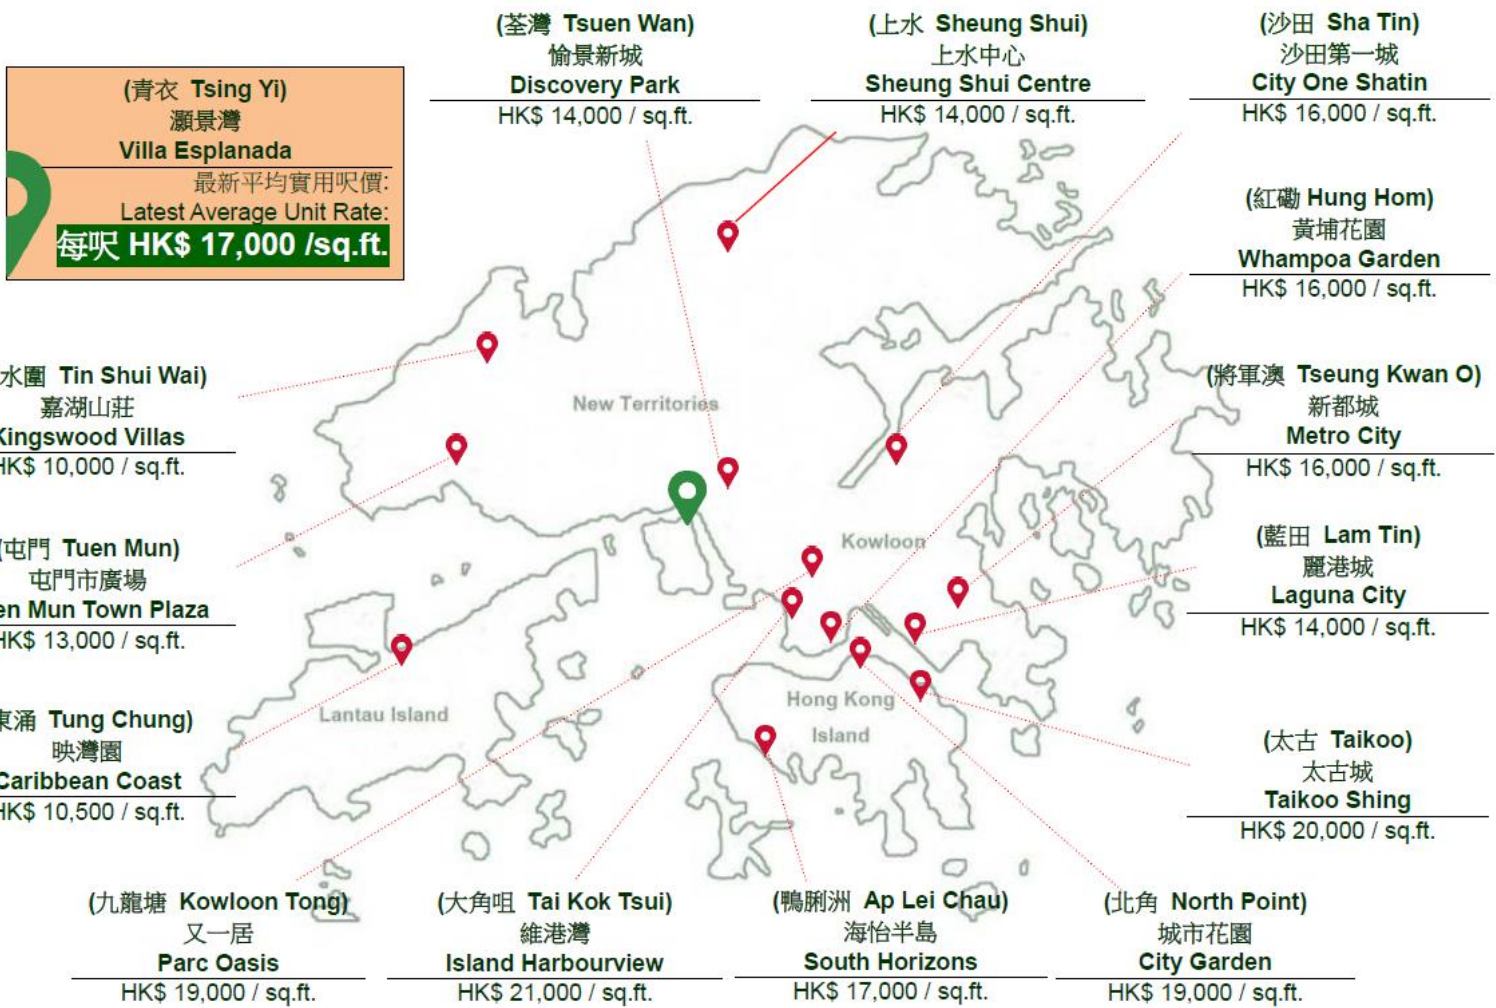 (荃灣 Tsuen Wan)
愉景新城
Discovery Park
HK$ 14,000 / sq.ft.
(上水 Sheung Shui)
上水中心
Sheung Shui Centre
HK$ 14,000 / sq.ft.
(沙田 Sha Tin)
沙田第一城
City One Shatin
HK$ 16,000 / sq.ft.
(青衣 Tsing Yi)
灝景灣
Villa Esplanada
最新平均實用呎價:
Latest Average Unit Rate:
每呎 HK$ 17,000 /sq.ft.
(紅磡 Hung Hom)
黃埔花園
Whampoa Garden
HK$ 16,000 / sq.ft.
水圍 Tin Shui Wai)
嘉湖山莊
Kingswood Villas
HK$ 10,000 / sq.ft.
New Territories
(將軍澳 Tseung Kwan O)
新都城
Metro City
HK$ 16,000 / sq.ft.
(屯門 Tuen Mun)
屯門市廣場
en Mun Town Plaza
HK$ 13,000 / sq.ft.
Kowloon
(藍田 Lam Tin)
麗港城
Laguna City
HK$ 14,000 / sq.ft.
東涌 Tung Chung)
映灣園
Caribbean Coast
HK$ 10,500 / sq.ft.
Lantau Island
Hong Kong
Island
(太古 Taikoo)
太古城
Taikoo Shing
HK$ 20,000 / sq.ft.
(九龍塘 Kowloon Tong)
又一居
Parc Oasis
HK$ 19,000 / sq.ft.
(大角咀 Tai Kok Tsui)
維港灣
Island Harbourview
HK$ 21,000 / sq.ft.
(鴨脷洲 Ap Lei Chau)
海怡半島
South Horizons
HK$ 17,000 / sq.ft.
(北角 North Point)
城市花園
City Garden
HK$ 19,000 / sq.ft.